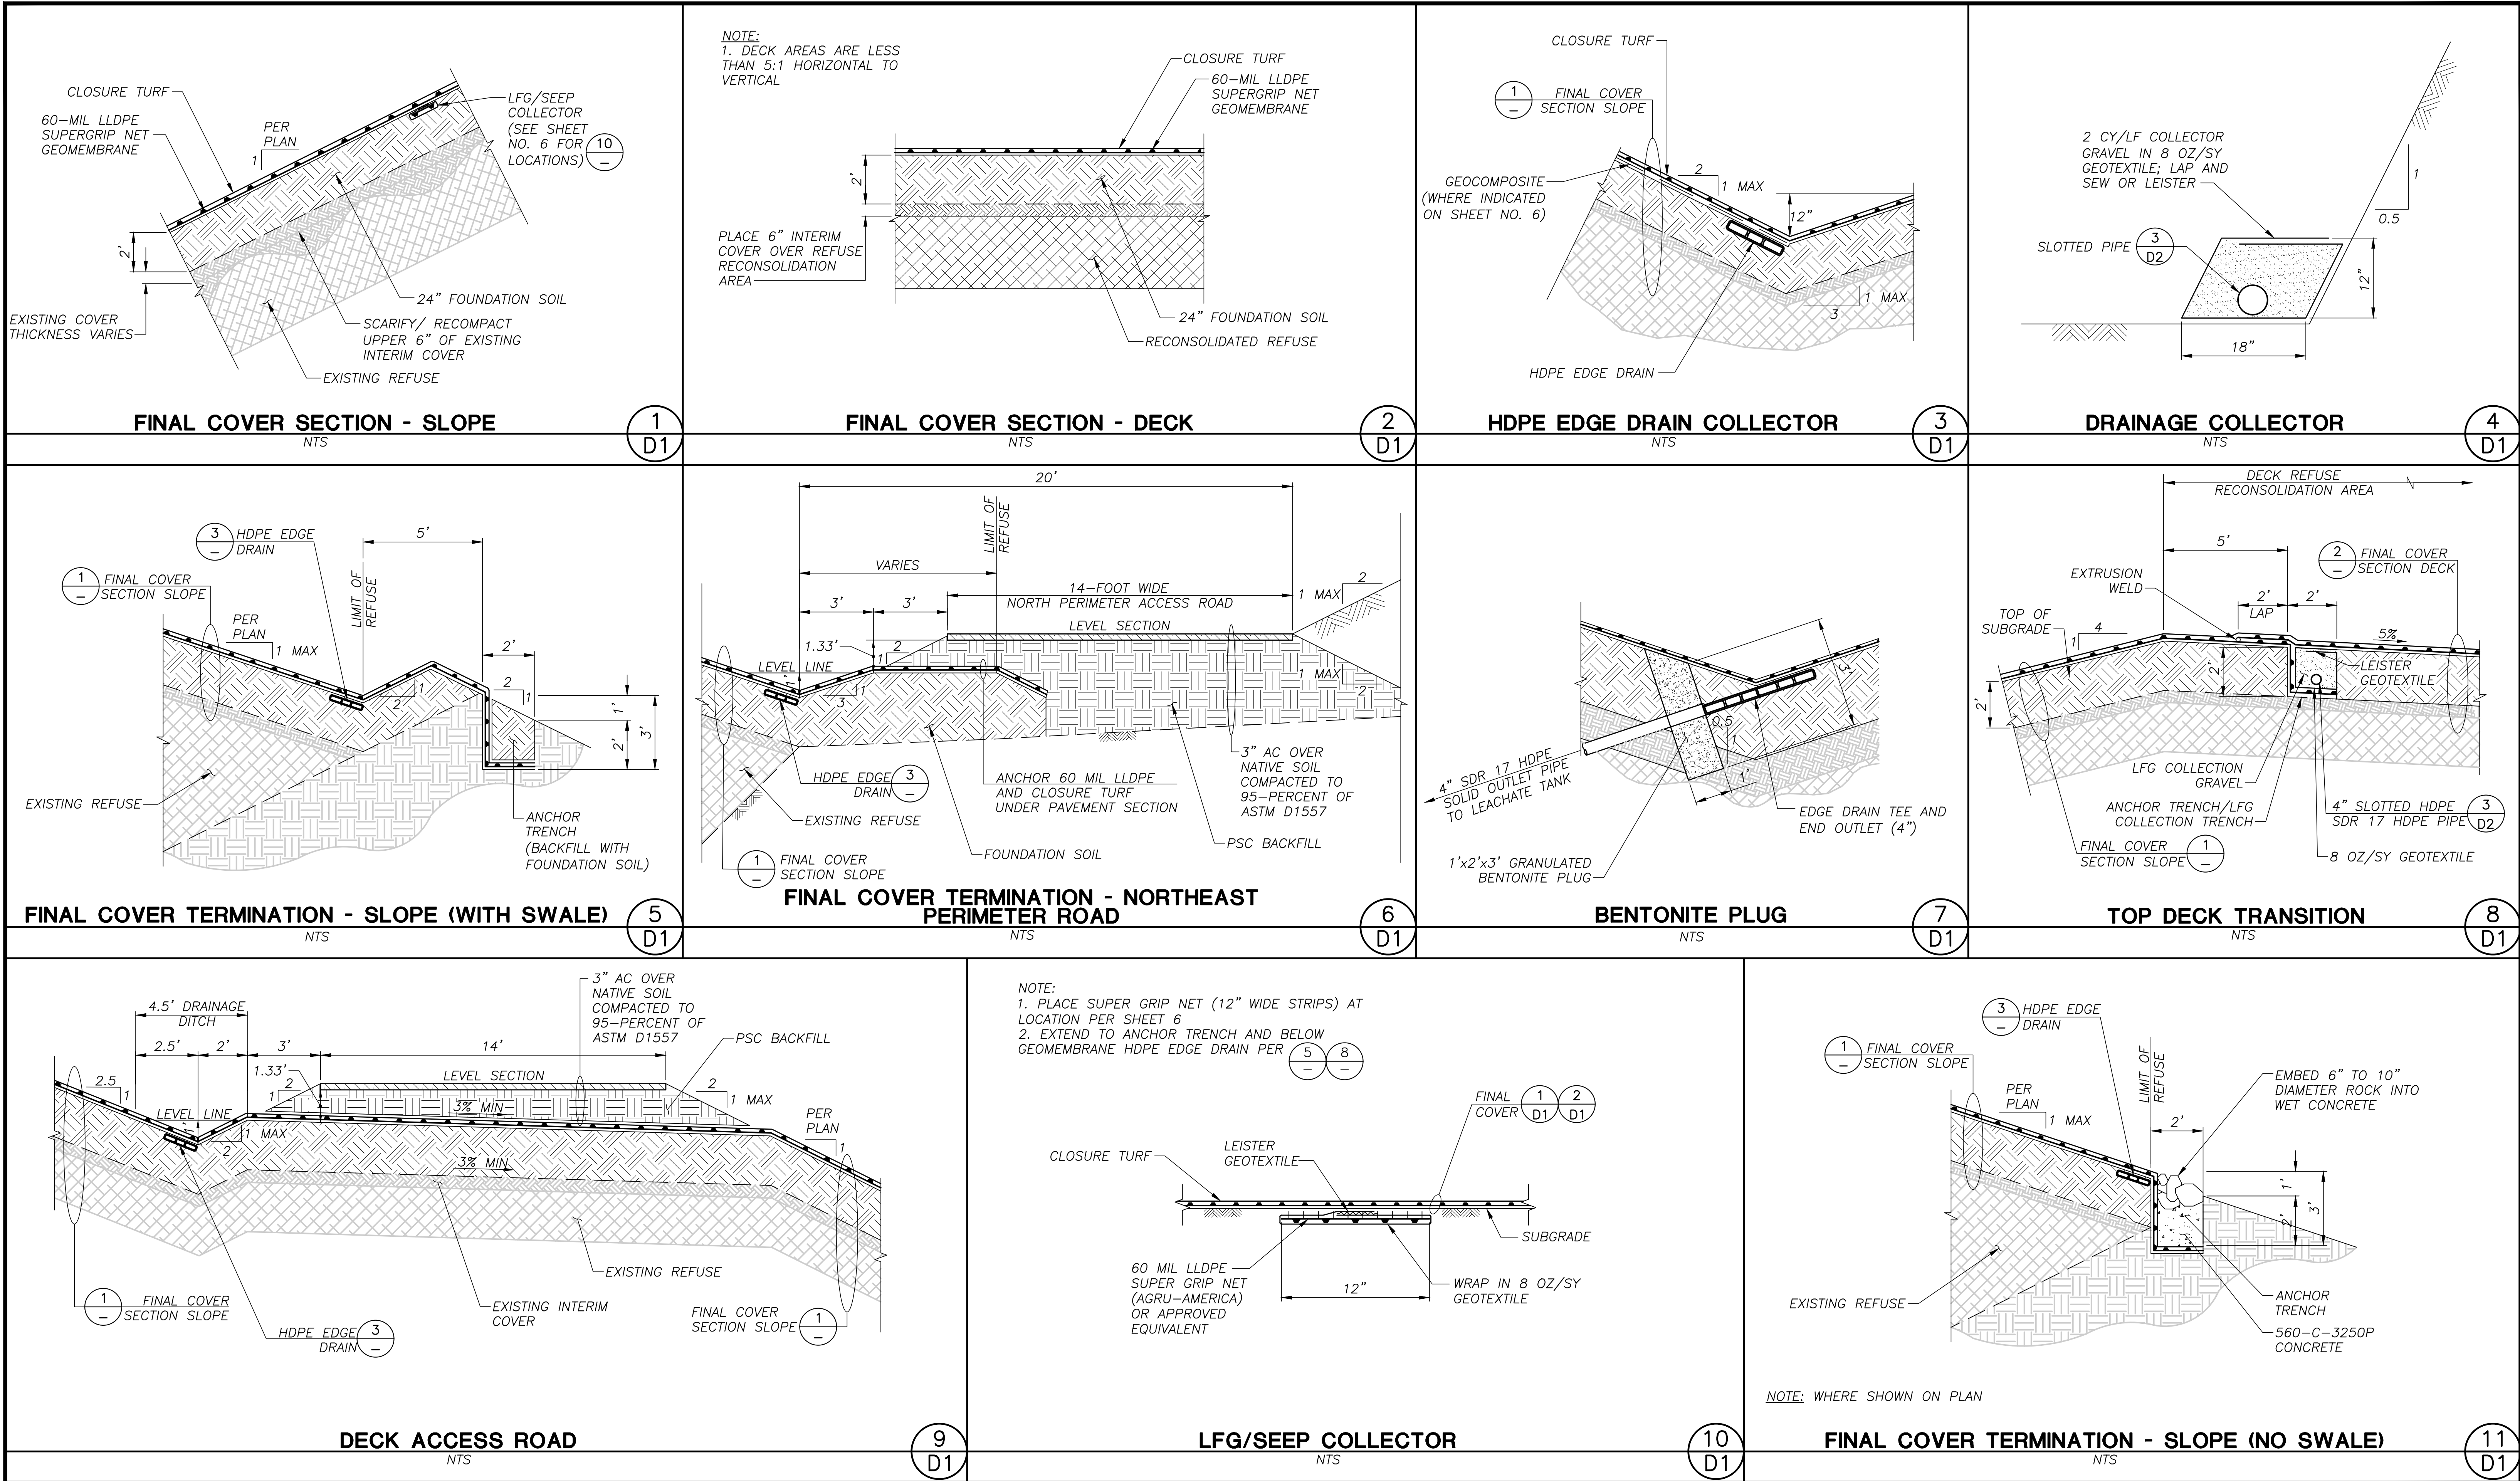 CLOSURE TURF
60-MIL LLDPE
SUPERGRIP NET
GEOMEMBRANE
PER
PLAN
1
LFG/SEEP
COLLECTOR
(SEE SHEET
NO. 6 FOR
LOCATIONS)
10
–
2'
EXISTING COVER
THICKNESS VARIES
24" FOUNDATION SOIL
SCARIFY/ RECOMPACT
UPPER 6" OF EXISTING
INTERIM COVER
EXISTING REFUSE
FINAL COVER SECTION - SLOPE
NTS
1
D1
NOTE:
1. DECK AREAS ARE LESS
THAN 5:1 HORIZONTAL TO
VERTICAL
CLOSURE TURF
60-MIL LLDPE
SUPERGRIP NET
GEOMEMBRANE
2'
PLACE 6" INTERIM
COVER OVER REFUSE
RECONSOLIDATION
AREA
24" FOUNDATION SOIL
RECONSOLIDATED REFUSE
FINAL COVER SECTION - DECK
NTS
2
D1
CLOSURE TURF
1
–
FINAL COVER
SECTION SLOPE
GEOCOMPOSITE
(WHERE INDICATED
ON SHEET NO. 6)
2
1 MAX
12"
1 MAX
3
HDPE EDGE DRAIN
HDPE EDGE DRAIN COLLECTOR
NTS
3
D1
2 CY/LF COLLECTOR
GRAVEL IN 8 OZ/SY
GEOTEXTILE; LAP AND
SEW OR LEISTER
1
0.5
SLOTTED PIPE
3
D2
12"
18"
DRAINAGE COLLECTOR
NTS
4
D1
3
–
HDPE EDGE
DRAIN
5'
1
–
FINAL COVER
SECTION SLOPE
LIMIT OF
REFUSE
PER
PLAN
1 MAX
2'
1
2
2
1
1'
2'
3'
EXISTING REFUSE
ANCHOR
TRENCH
(BACKFILL WITH
FOUNDATION SOIL)
FINAL COVER TERMINATION - SLOPE (WITH SWALE)
NTS
5
D1
20'
LIMIT OF
REFUSE
VARIES
14-FOOT WIDE
NORTH PERIMETER ACCESS ROAD
3'
3'
1 MAX
2
LEVEL SECTION
1.33'
2
1
LEVEL LINE
1'
1
3
1 MAX
2
HDPE EDGE
DRAIN
3
–
ANCHOR 60 MIL LLDPE
AND CLOSURE TURF
UNDER PAVEMENT SECTION
3" AC OVER
NATIVE SOIL
COMPACTED TO
95-PERCENT OF
ASTM D1557
EXISTING REFUSE
PSC BACKFILL
FOUNDATION SOIL
1
–
FINAL COVER
SECTION SLOPE
FINAL COVER TERMINATION - NORTHEAST
PERIMETER ROAD
NTS
6
D1
3'
0.5
1
1'
4" SDR 17 HDPE
SOLID OUTLET PIPE
TO LEACHATE TANK
EDGE DRAIN TEE AND
END OUTLET (4")
1'x2'x3' GRANULATED
BENTONITE PLUG
BENTONITE PLUG
NTS
7
D1
DECK REFUSE
RECONSOLIDATION AREA
5'
2
–
FINAL COVER
SECTION DECK
EXTRUSION
WELD
2'
LAP
2'
TOP OF
SUBGRADE
4
1
5%
2'
LEISTER
GEOTEXTILE
2'
LFG COLLECTION
GRAVEL
ANCHOR TRENCH/LFG
COLLECTION TRENCH
4" SLOTTED HDPE
SDR 17 HDPE PIPE
3
D2
FINAL COVER
SECTION SLOPE
1
–
8 OZ/SY GEOTEXTILE
TOP DECK TRANSITION
NTS
8
D1
4.5' DRAINAGE
DITCH
3" AC OVER
NATIVE SOIL
COMPACTED TO
95-PERCENT OF
ASTM D1557
PSC BACKFILL
2.5'
2'
3'
14'
1.33'
LEVEL SECTION
2.5
1
2
1
2
1 MAX
LEVEL LINE
1'
3% MIN
PER
PLAN
1
1 MAX
2
3% MIN
EXISTING REFUSE
1
–
FINAL COVER
SECTION SLOPE
EXISTING INTERIM
COVER
FINAL COVER
SECTION SLOPE
1
–
HDPE EDGE
DRAIN
3
–
DECK ACCESS ROAD
NTS
9
D1
NOTE:
1. PLACE SUPER GRIP NET (12" WIDE STRIPS) AT
LOCATION PER SHEET 6
2. EXTEND TO ANCHOR TRENCH AND BELOW
GEOMEMBRANE HDPE EDGE DRAIN PER
5
–
8
–
FINAL
COVER
1
D1
2
D1
CLOSURE TURF
LEISTER
GEOTEXTILE
SUBGRADE
60 MIL LLDPE
SUPER GRIP NET
(AGRU-AMERICA)
OR APPROVED
EQUIVALENT
12"
WRAP IN 8 OZ/SY
GEOTEXTILE
LFG/SEEP COLLECTOR
NTS
10
D1
3
–
HDPE EDGE
DRAIN
1
–
FINAL COVER
SECTION SLOPE
LIMIT OF
REFUSE
EMBED 6" TO 10"
DIAMETER ROCK INTO
WET CONCRETE
PER
PLAN
1 MAX
2'
1'
2'
3'
EXISTING REFUSE
ANCHOR
TRENCH
560-C-3250P
CONCRETE
NOTE: WHERE SHOWN ON PLAN
FINAL COVER TERMINATION - SLOPE (NO SWALE)
NTS
11
D1